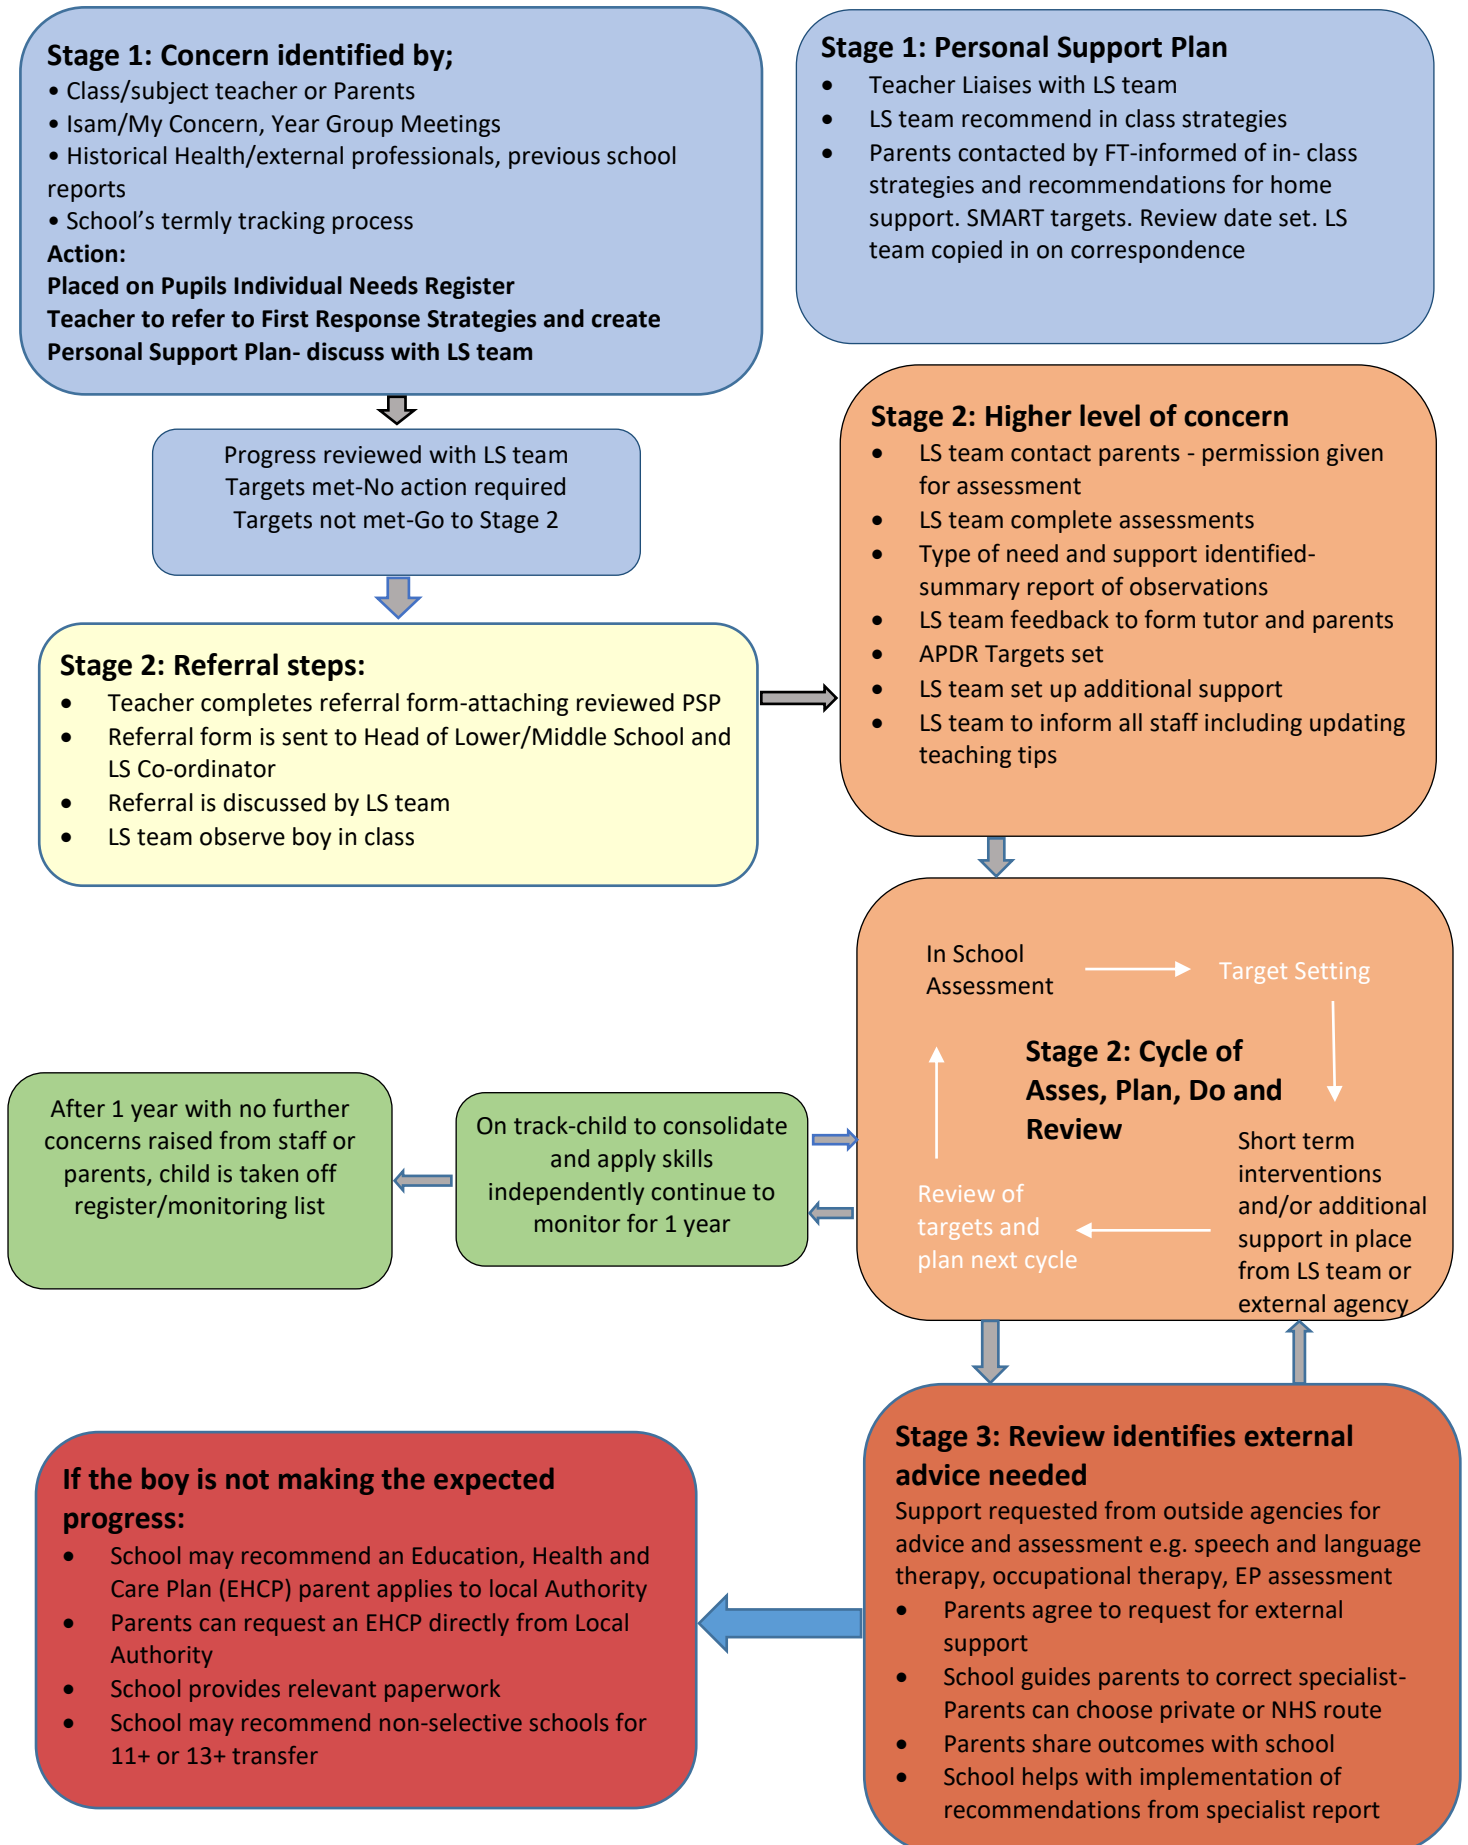 Stage 1: Concern identified by;
• Class/subject teacher or Parents
• Isam/My Concern, Year Group Meetings
• Historical Health/external professionals, previous school
reports
• School’s termly tracking process
Action:
Placed on Pupils Individual Needs Register
Teacher to refer to First Response Strategies and create
Personal Support Plan- discuss with LS team
Stage 1: Personal Support Plan
• Teacher Liaises with LS team
• LS team recommend in class strategies
• Parents contacted by FT-informed of in- class
strategies and recommendations for home
support. SMART targets. Review date set. LS
team copied in on correspondence
Progress reviewed with LS team
Targets met-No action required
Targets not met-Go to Stage 2
Stage 2: Referral steps:
• Teacher completes referral form-attaching reviewed PSP
• Referral form is sent to Head of Lower/Middle School and
LS Co-ordinator
• Referral is discussed by LS team
• LS team observe boy in class
Stage 2: Higher level of concern
• LS team contact parents - permission given
for assessment
• LS team complete assessments
• Type of need and support identified-
summary report of observations
• LS team feedback to form tutor and parents
• APDR Targets set
• LS team set up additional support
• LS team to inform all staff including updating
teaching tips
In School
Assessment
Target Setting
Stage 2: Cycle of
Asses, Plan, Do and
Review
Short term
interventions
and/or additional
support in place
from LS team or
external agency
Review of
targets and
plan next cycle
On track-child to consolidate
and apply skills
independently continue to
monitor for 1 year
After 1 year with no further
concerns raised from staff or
parents, child is taken off
register/monitoring list
Stage 3: Review identifies external
advice needed
Support requested from outside agencies for
advice and assessment e.g. speech and language
therapy, occupational therapy, EP assessment
• Parents agree to request for external
support
• School guides parents to correct specialist-
Parents can choose private or NHS route
• Parents share outcomes with school
• School helps with implementation of
recommendations from specialist report
If the boy is not making the expected
progress:
• School may recommend an Education, Health and
Care Plan (EHCP) parent applies to local Authority
• Parents can request an EHCP directly from Local
Authority
• School provides relevant paperwork
• School may recommend non-selective schools for
11+ or 13+ transfer